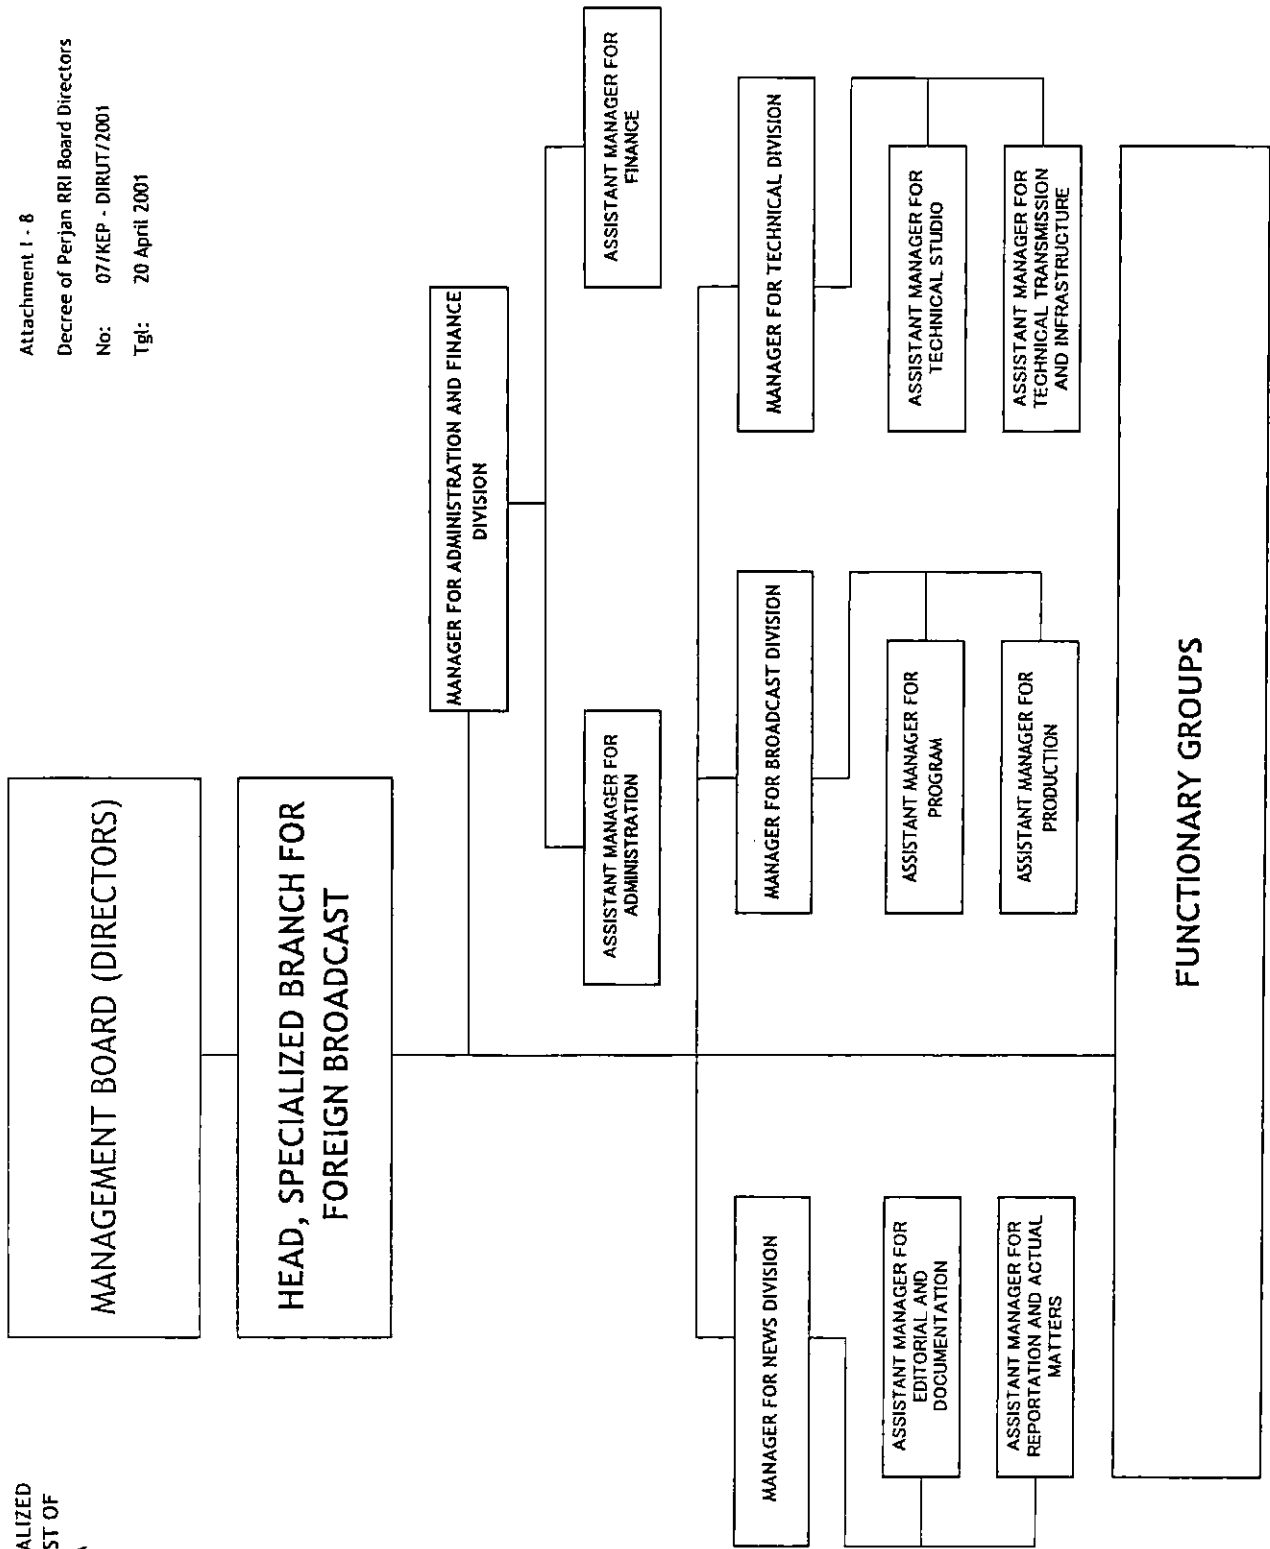 ALIZED
ST OF
Attachment I - 8
Decree of Perjan RRI Board Directors
No: 07/KEP - DIRUT/2001
Tgl: 20 April 2001
MANAGEMENT BOARD (DIRECTORS)
HEAD, SPECIALIZED BRANCH FOR
FOREIGN BROADCAST
MANAGER FOR ADMINISTRATION AND FINANCE
DIVISION
ASSISTANT MANAGER FOR
ADMINISTRATION
ASSISTANT MANAGER FOR
FINANCE
MANAGER FOR NEWS DIVISION
MANAGER FOR BROADCAST DIVISION
MANAGER FOR TECHNICAL DIVISION
ASSISTANT MANAGER FOR
EDITORIAL AND
DOCUMENTATION
ASSISTANT MANAGER FOR
PROGRAM
ASSISTANT MANAGER FOR
TECHNICAL STUDIO
ASSISTANT MANAGER FOR
REPORTATION AND ACTUAL
MATTERS
ASSISTANT MANAGER FOR
PRODUCTION
ASSISTANT MANAGER FOR
TECHNICAL TRANSMISSION
AND INFRASTRUCTURE
FUNCTIONARY GROUPS